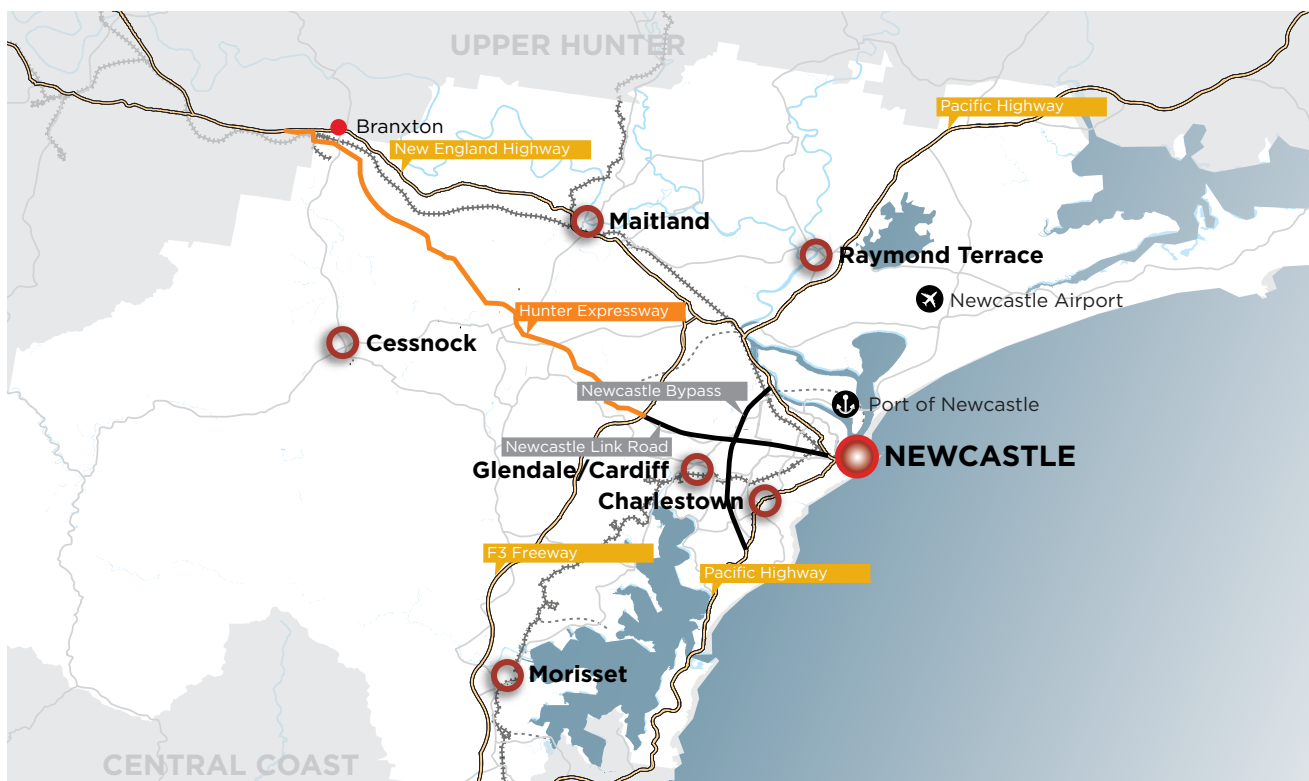 UPPER HUNTER
Pacific Highway
Branxton
New England Highway
Maitland
Raymond Terrace
Newcastle Airport
Hunter Expressway
Cessnock
Newcastle Bypass
Port of Newcastle
Newcastle Link Road
NEWCASTLE
Glendale/Cardiff
Charlestown
F3 Freeway
Pacific Highway
Morisset
CENTRAL COAST